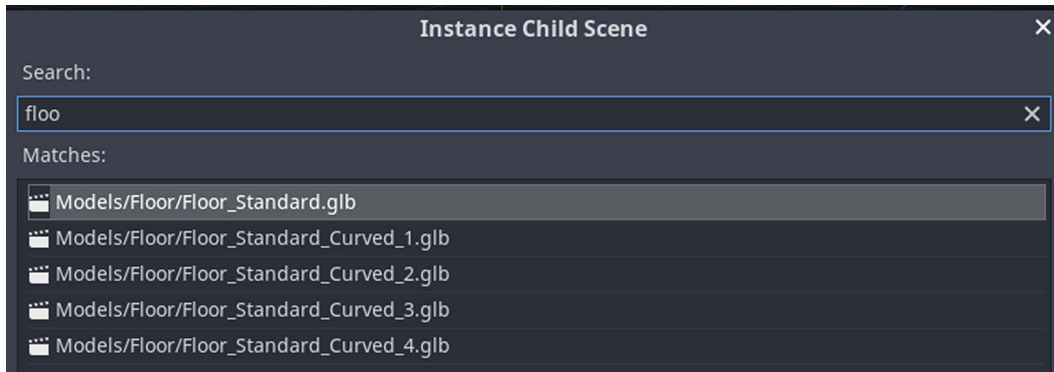 Instance Child Scene
Search:
floo
Matches:
Models/Floor/Floor_Standard.glb
Models/Floor/Floor_Standard_Curved_1.glb
Models/Floor/Floor_Standard_Curved_2.glb
Models/Floor/Floor_Standard_Curved_3.glb
Models/Floor/Floor_Standard_Curved_4.glb